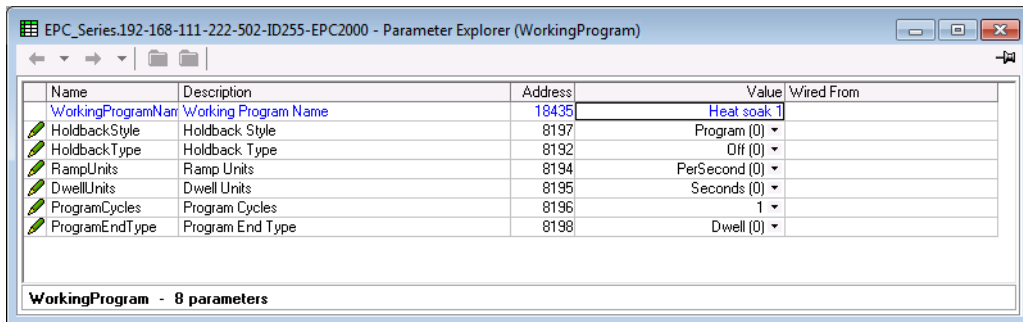 EPC_Series.192-168-111-222-502-ID255-EPC2000 - Parameter Explorer (WorkingProgram)
Name Description Address Value Wired From
WorkingProgramNam Working Program Name 18435 Heat soak 1
HoldbackStyle Holdback Style 8197 Program (0)
HoldbackType Holdback Type 8192 Off (0)
RampUnits Ramp Units 8194 PerSecond (0)
DwellUnits Dwell Units 8195 Seconds (0)
ProgramCycles Program Cycles 8196 1
ProgramEndType Program End Type 8198 Dwell (0)
WorkingProgram - 8 parameters